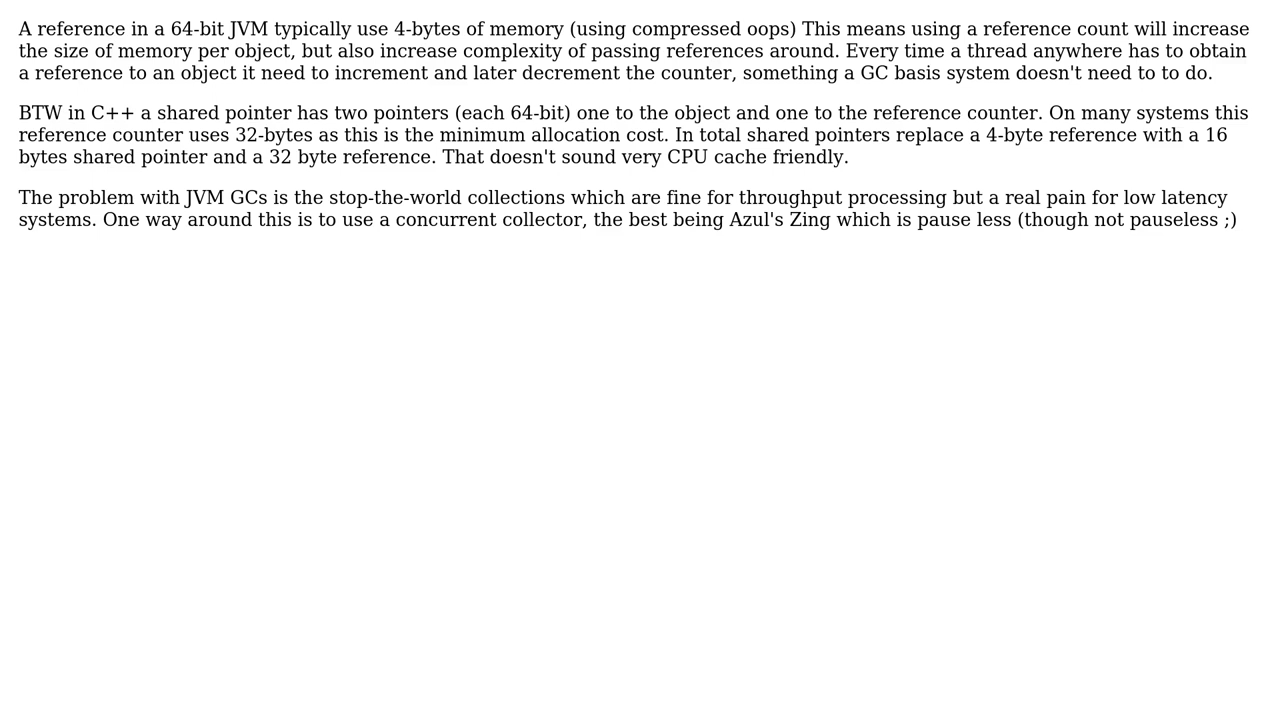 A reference in a 64-bit JVM typically use 4-bytes of memory (using compressed oops) This means using a reference count will increase
the size of memory per object, but also increase complexity of passing references around. Every time a thread anywhere has to obtain
a reference to an object it need to increment and later decrement the counter, something a GC basis system doesn't need to to do.
BTW in C++ a shared pointer has two pointers (each 64-bit) one to the object and one to the reference counter. On many systems this
reference counter uses 32-bytes as this is the minimum allocation cost. In total shared pointers replace a 4-byte reference with a 16
bytes shared pointer and a 32 byte reference. That doesn't sound very CPU cache friendly.
The problem with JVM GCs is the stop-the-world collections which are fine for throughput processing but a real pain for low latency
systems. One way around this is to use a concurrent collector, the best being Azul's Zing which is pause less (though not pauseless ;)